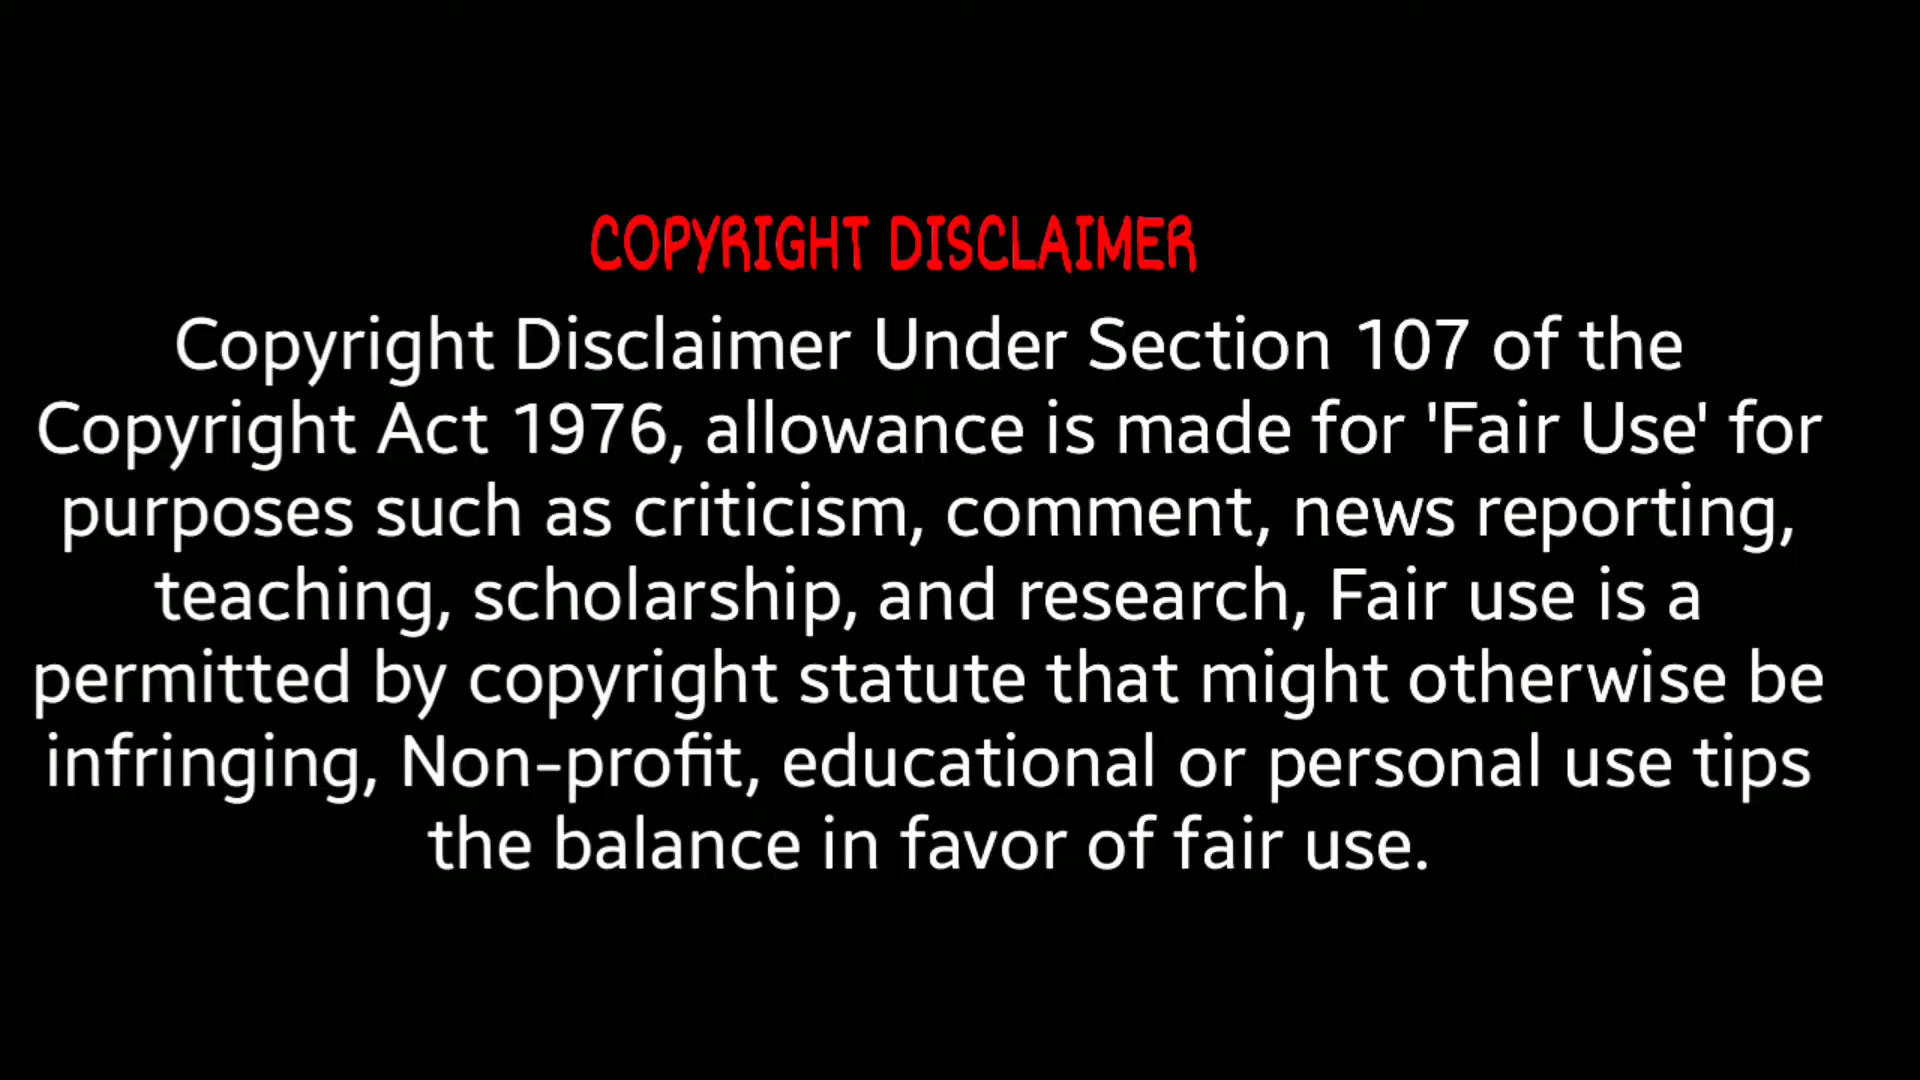 COPYRIGHT DISCLAIMER
Copyright Disclaimer Under Section 107 of the
Copyright Act 1976, allowance is made for 'Fair Use' for
purposes such as criticism, comment, news reporting,
teaching, scholarship, and research, Fair use is a
permitted by copyright statute that might otherwise be
infringing, Non-profit, educational or personal use tips
the balance in favor of fair use.